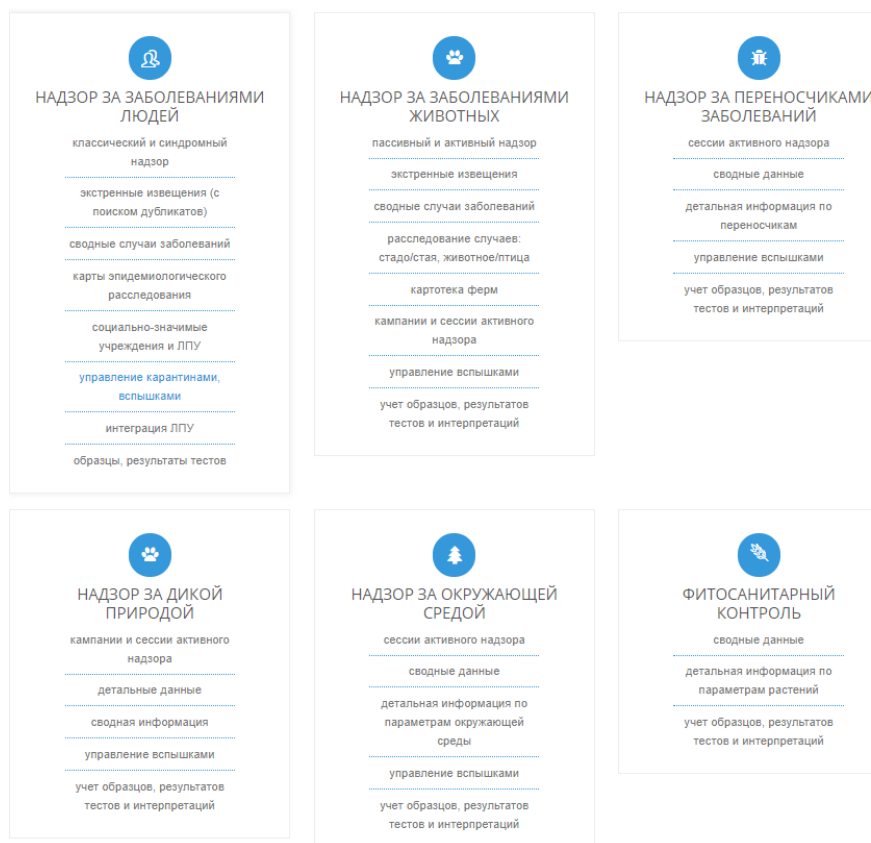 НАДЗОР ЗА ЗАБОЛЕВАНИЯМИ
ЛЮДЕЙ
классический и синдромный
надзор
экстренные извещения (с
поиском дубликатов)
сводные случаи заболеваний
карты эпидемиологического
расследования
социально-значимые
учреждения и ЛПУ
управление карантинами,
вспышками
интеграция ЛПУ
образцы, результаты тестов
НАДЗОР ЗА ЗАБОЛЕВАНИЯМИ
ЖИВОТНЫХ
пассивный и активный надзор
экстренные извещения
сводные случаи заболеваний
расследование случаев:
стадо/стая, животное/птица
картотека ферм
кампании и сессии активного
надзора
управление вспышками
учет образцов, результатов
тестов и интерпретаций
НАДЗОР ЗА ПЕРЕНОСЧИКАМИ
ЗАБОЛЕВАНИЙ
сессии активного надзора
сводные данные
детальная информация по
переносчикам
управление вспышками
учет образцов, результатов
тестов и интерпретаций
НАДЗОР ЗА ДИКОЙ
ПРИРОДОЙ
кампании и сессии активного
надзора
детальные данные
сводная информация
управление вспышками
учет образцов, результатов
тестов и интерпретаций
НАДЗОР ЗА ОКРУЖАЮЩЕЙ
СРЕДОЙ
сессии активного надзора
сводные данные
детальная информация по
параметрам окружающей
среды
управление вспышками
учет образцов, результатов
тестов и интерпретаций
ФИТОСАНИТАРНЫЙ
КОНТРОЛЬ
сводные данные
детальная информация по
параметрам растений
учет образцов, результатов
тестов и интерпретаций